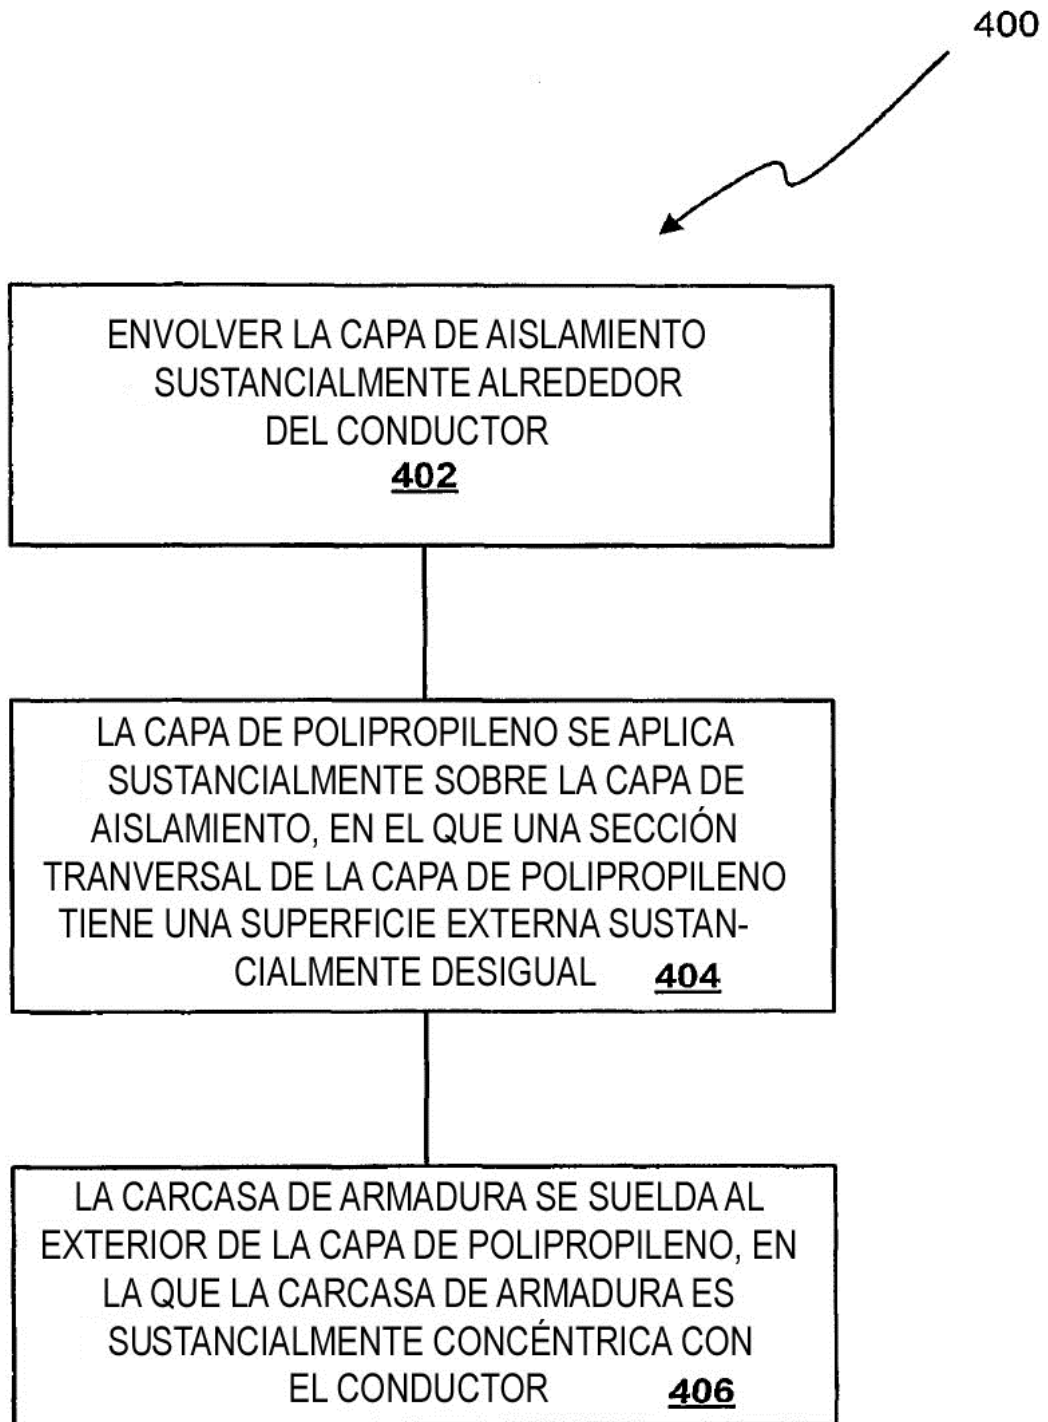 400
ENVOLVER LA CAPA DE AISLAMIENTO
SUSTANCIALMENTE ALREDEDOR
DEL CONDUCTOR
402
LA CAPA DE POLIPROPILENO SE APLICA
SUSTANCIALMENTE SOBRE LA CAPA DE
AISLAMIENTO, EN EL QUE UNA SECCIÓN
TRANVERSAL DE LA CAPA DE POLIPROPILENO
TIENE UNA SUPERFICIE EXTERNA SUSTAN-
CIALMENTE DESIGUAL 404
LA CARCASA DE ARMADURA SE SUELDA AL
EXTERIOR DE LA CAPA DE POLIPROPILENO, EN
LA QUE LA CARCASA DE ARMADURA ES
SUSTANCIALMENTE CONCÉNTRICA CON
EL CONDUCTOR 406